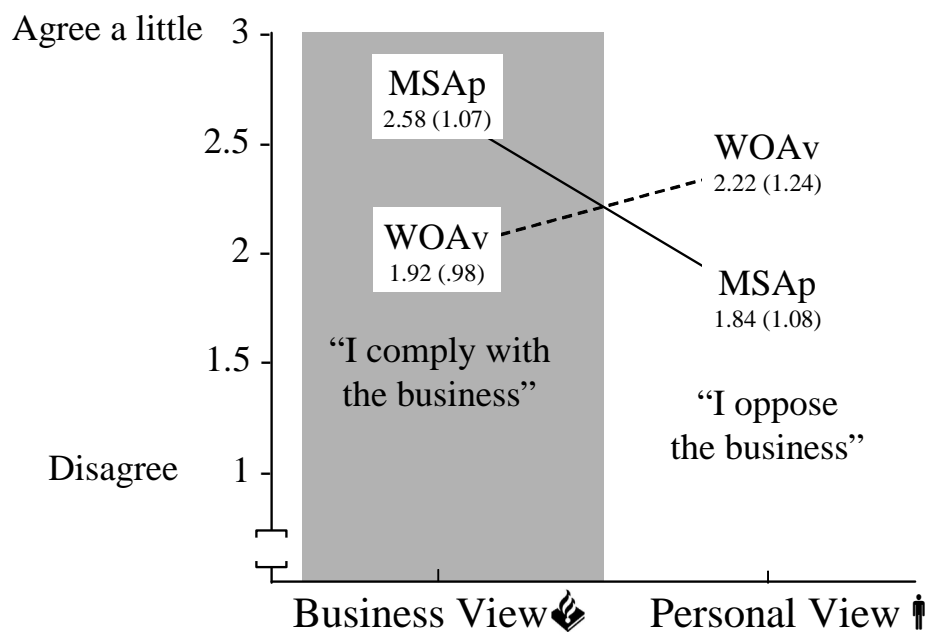 Agree a little 3
MSAp
2.58 (1.07)
2.5
WOAv
2.22 (1.24)
2
WOAv
1.92 (.98)
MSAp
1.84 (1.08)
1.5
“I comply with
the business”
“I oppose
the business”
Disagree 1
Business View Personal View